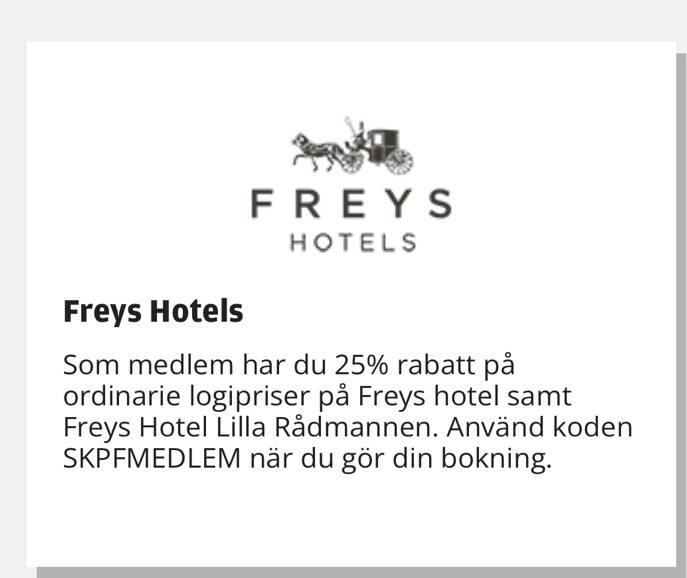 FREYS
HOTELS
Freys Hotels
Som medlem har du 25% rabatt på
ordinarie logipriser på Freys hotel samt
Freys Hotel Lilla Rådmannen. Använd koden
SKPFMEDLEM när du gör din bokning.